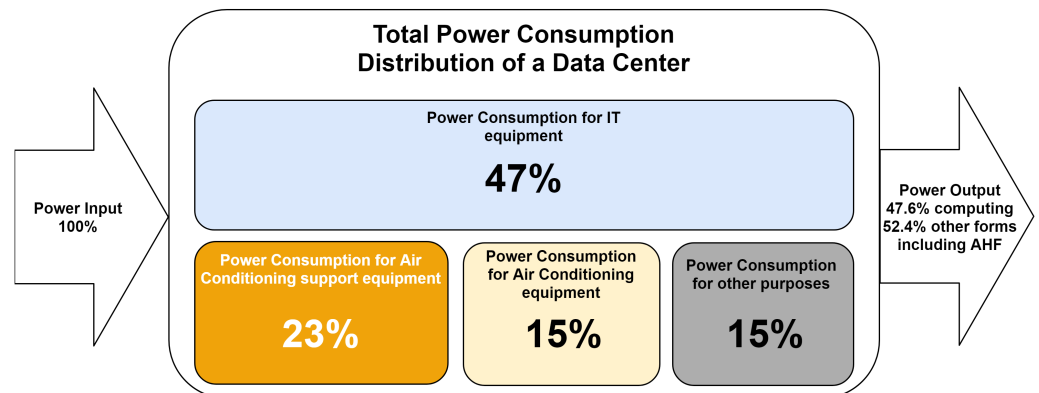 Total Power Consumption
Distribution of a Data Center
Power Consumption for IT
equipment
47%
Power Input
100%
Power Output
47.6% computing
52.4% other forms
including AHF
Power Consumption for Air
Conditioning support equipment
23%
Power Consumption
for Air Conditioning
equipment
15%
Power Consumption
for other purposes
15%